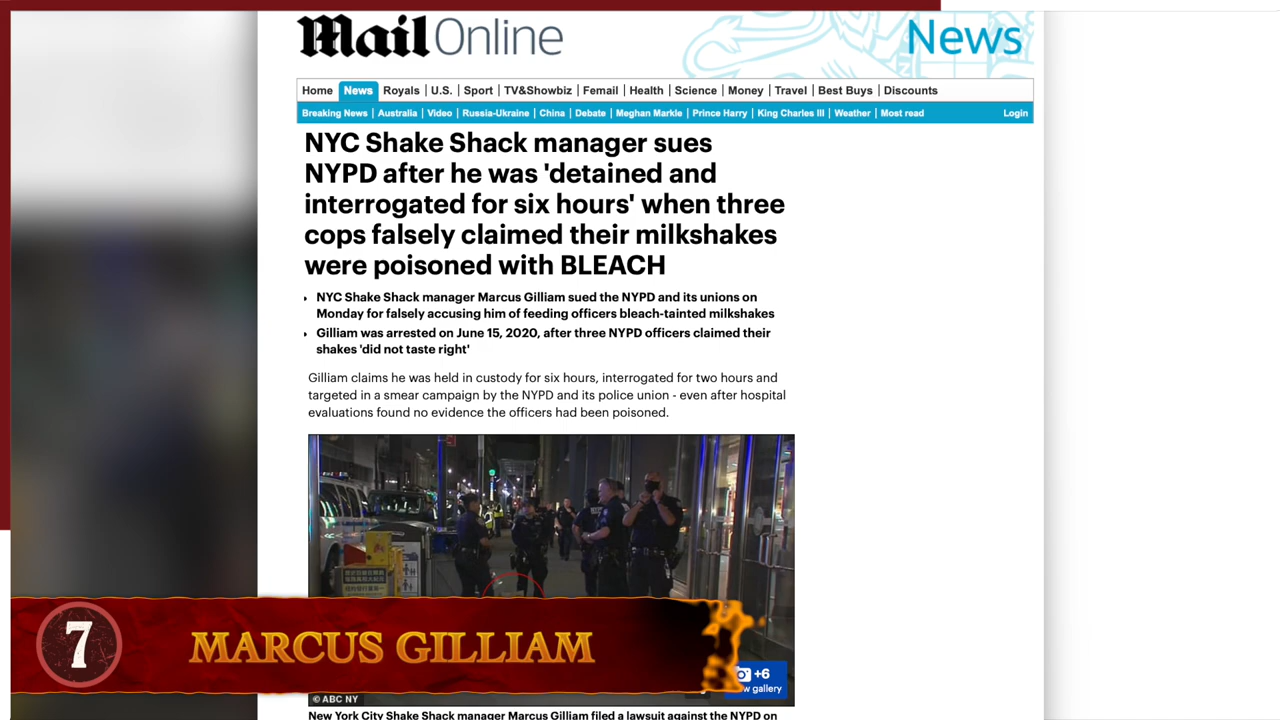 Mail Online
News
Home | News | Royals | U.S. | Sport | TV&Showbiz | Femail | Health | Science | Money | Travel | Best Buys | Discounts
Breaking News | Australia | Video | Russia-Ukraine | China | Debate | Meghan Markle | Prince Harry | King Charles III | Weather | Most read
Login
NYC Shake Shack manager sues
NYPD after he was 'detained and
interrogated for six hours' when three
cops falsely claimed their milkshakes
were poisoned with BLEACH
NYC Shake Shack manager Marcus Gilliam sued the NYPD and its unions on
Monday for falsely accusing him of feeding officers bleach-tainted milkshakes
Gilliam was arrested on June 15, 2020, after three NYPD officers claimed their
shakes 'did not taste right'
Gilliam claims he was held in custody for six hours, interrogated for two hours and
targeted in a smear campaign by the NYPD and its police union - even after hospital
evaluations found no evidence the officers had been poisoned.
7
MARCUS GILLIAM
+6
gallery
© ABC NY
New York City Shake Shack manager Marcus Gilliam filed a lawsuit against the NYPD on